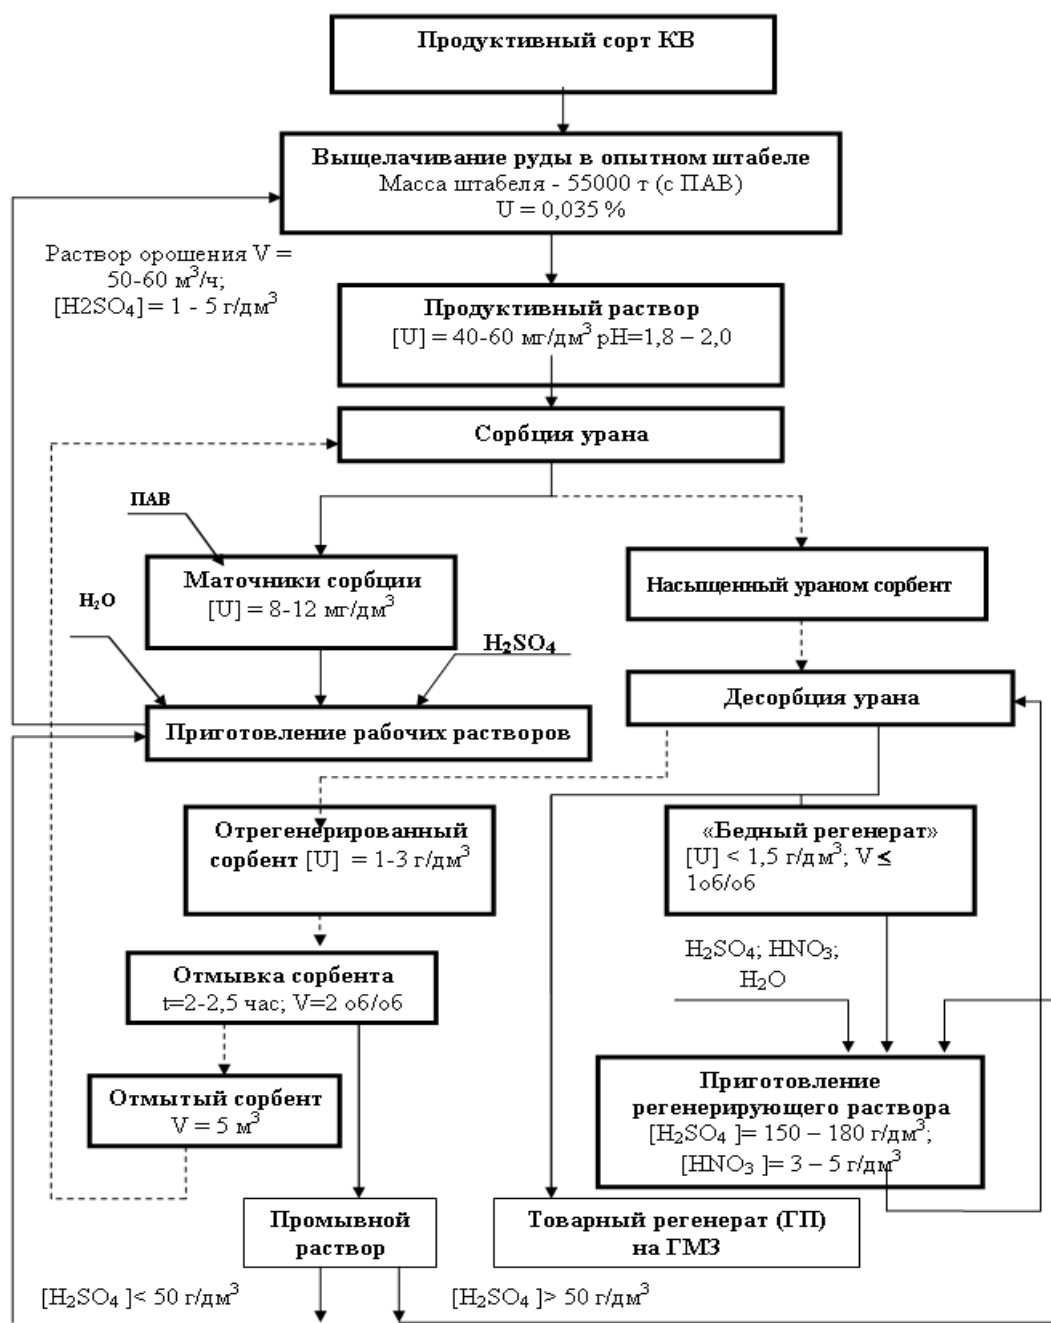 Продуктивный сорт КВ
Выщелачивание руды в опытном штабеле
Масса штабеля - 55000 т (с ПАВ)
U = 0,035 %
Раствор орошения V =
50-60 м³/ч;
[H2SO₄] = 1 - 5 г/дм³
Продуктивный раствор
[U] = 40-60 мг/дм³ pH=1,8 – 2,0
Сорбция урана
ПАВ
Маточники сорбции
[U] = 8-12 мг/дм³
Насыщенный ураном сорбент
H₂O
H₂SO₄
Десорбция урана
Приготовление рабочих растворов
Отрегенерированный
сорбент [U] = 1-3 г/дм³
«Бедный регенерат»
[U] < 1,5 г/дм³; V ≤
1об/об
H₂SO₄; HNO₃;
H₂O
Отмывка сорбента
t=2-2,5 час; V=2 об/об
Отмытый сорбент
V = 5 м³
Приготовление
регенерирующего раствора
[H₂SO₄ ]= 150 – 180 г/дм³;
[HNO₃ ]= 3 – 5 г/дм³
Промывной
раствор
Товарный регенерат (ГП)
на ГМЗ
[H₂SO₄ ]< 50 г/дм³
[H₂SO₄ ]> 50 г/дм³